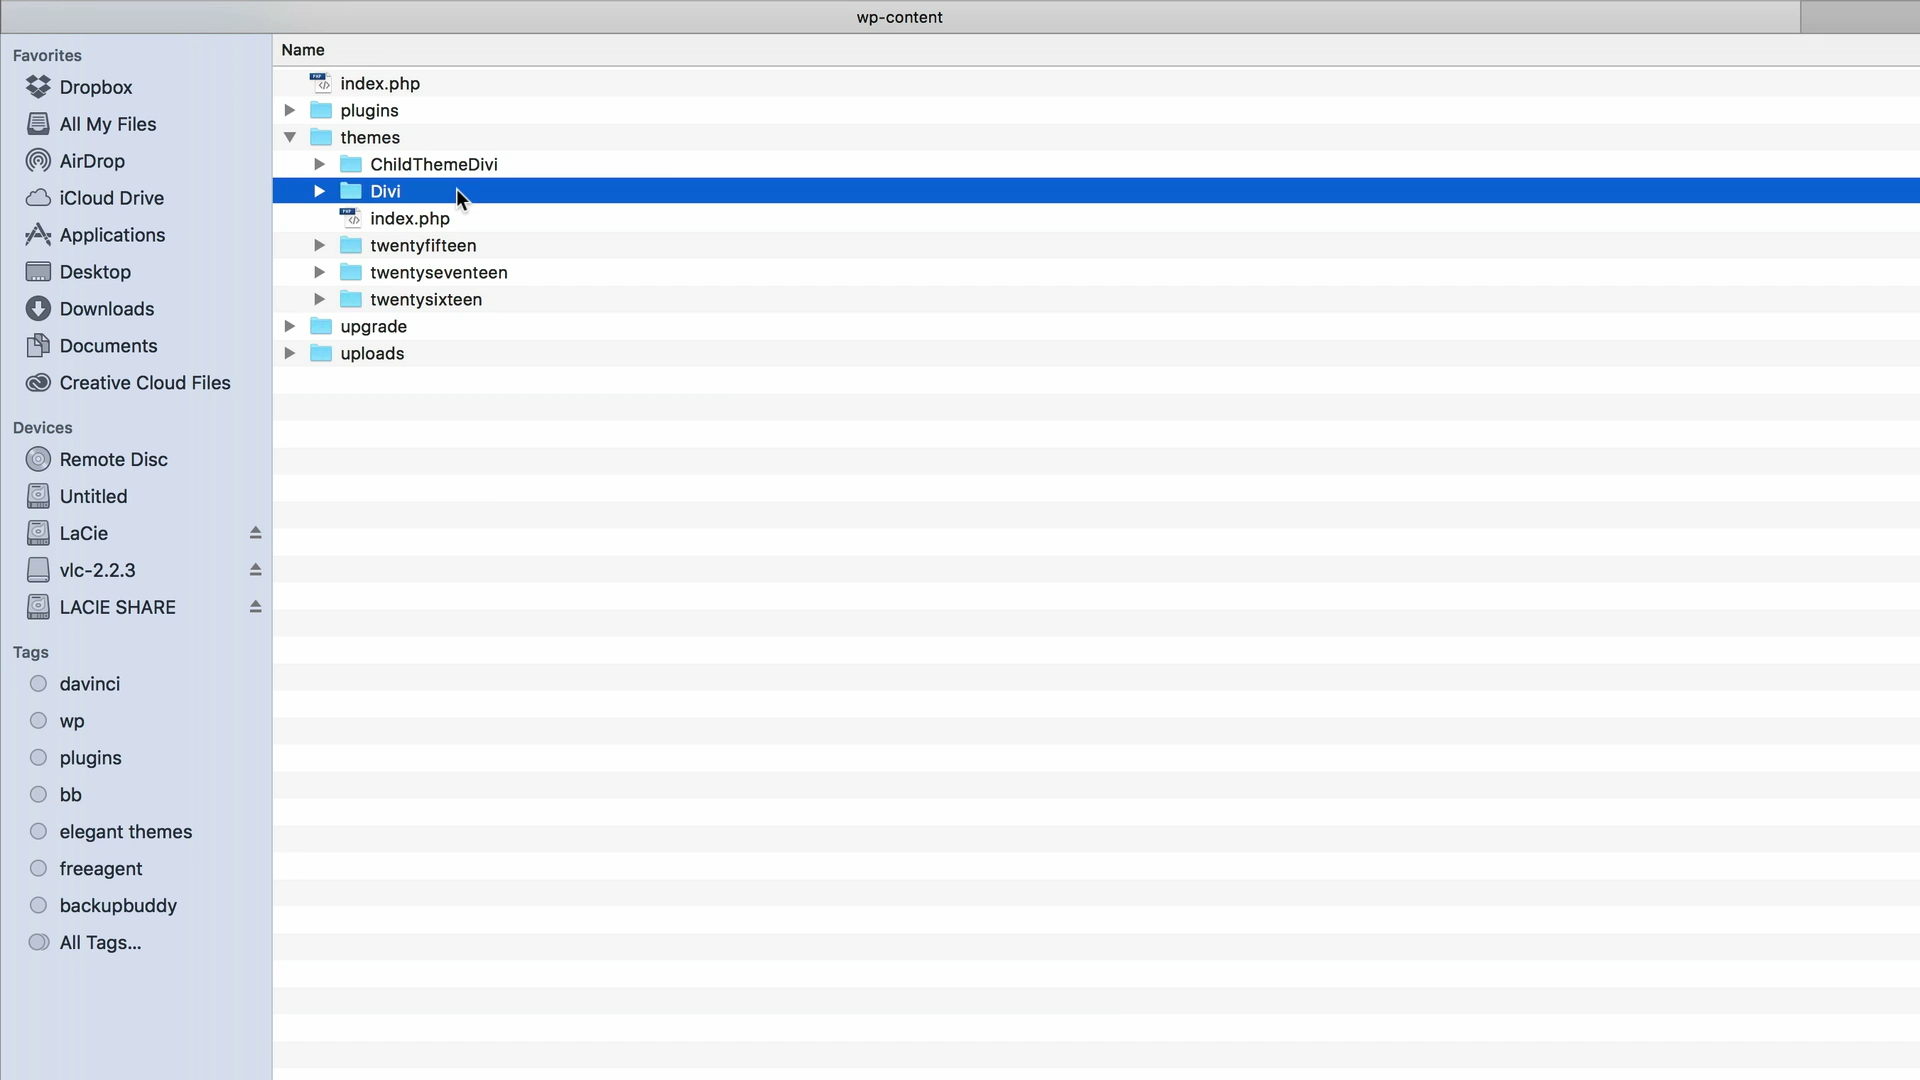 wp-content
Favorites
Dropbox
All My Files
AirDrop
iCloud Drive
Applications
Desktop
Downloads
Documents
Creative Cloud Files
Devices
Remote Disc
Untitled
LaCie
vlc-2.2.3
LACIE SHARE
Tags
davinci
wp
plugins
bb
elegant themes
freeagent
backupbuddy
All Tags...
Name
index.php
plugins
themes
ChildThemeDivi
Divi
index.php
twentyfifteen
twentyseventeen
twentysixteen
upgrade
uploads